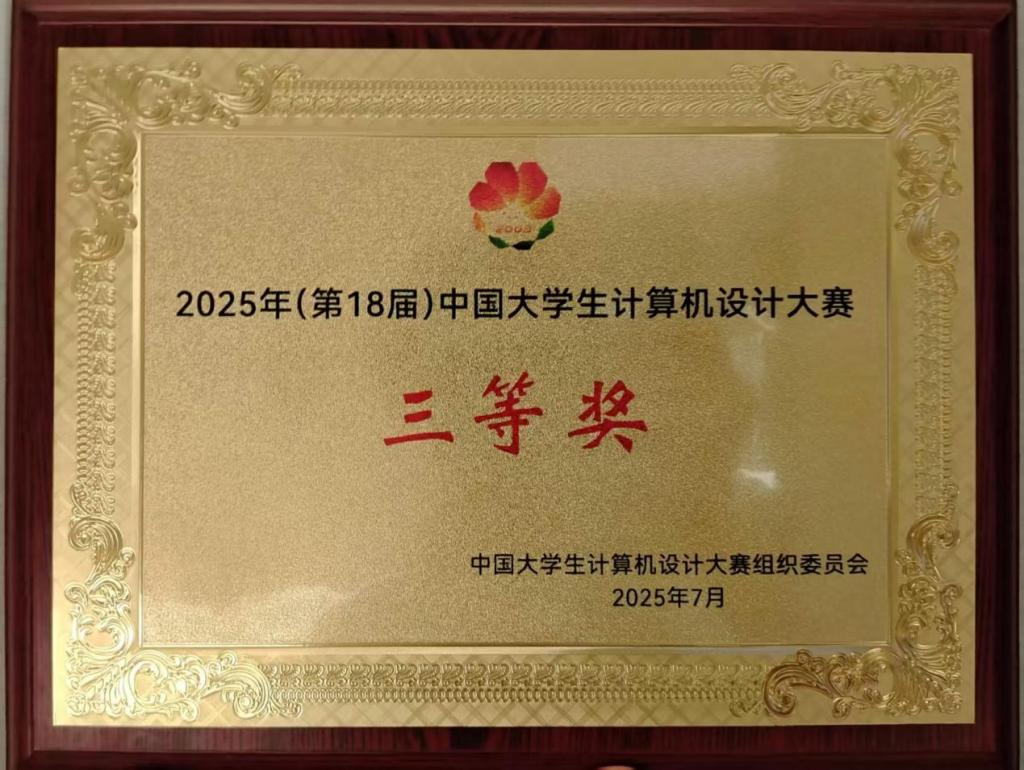 2003
2025年(第18届)中国大学生计算机设计大赛
三等奖
中国大学生计算机设计大赛组织委员会
2025年7月